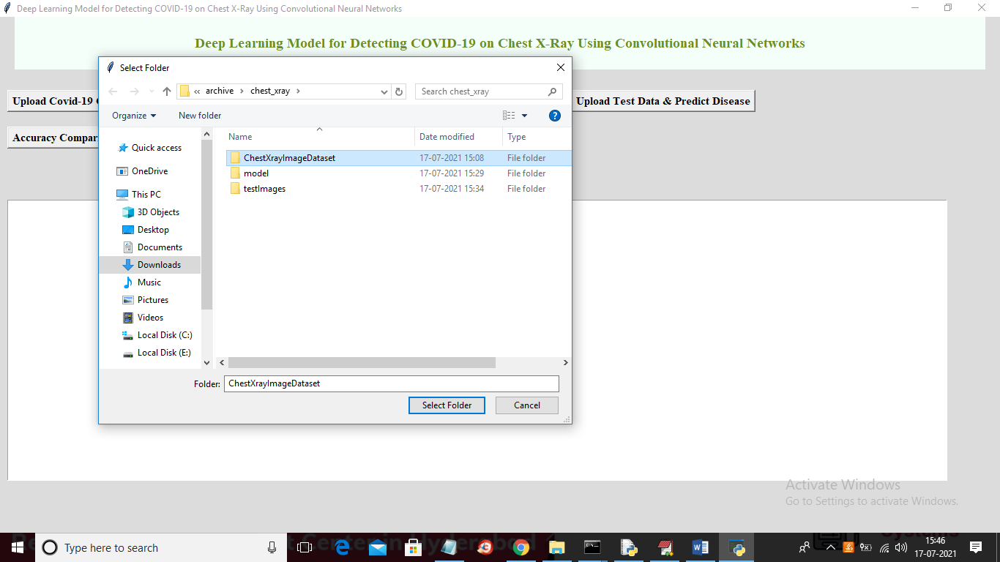 Deep Learning Model for Detecting COVID-19 on Chest X-Ray Using Convolutional Neural Networks
Deep Learning Model for Detecting COVID-19 on Chest X-Ray Using Convolutional Neural Networks
Upload Covid-19
Upload Test Data & Predict Disease
Accuracy Compar
Select Folder
« archive › chest_xray ›
Search chest_xray
Organize
New folder
Name
Date modified
Type
ChestXrayImageDataset 17-07-2021 15:08 File folder
model 17-07-2021 15:29 File folder
testImages 17-07-2021 15:34 File folder
Quick access
OneDrive
This PC
3D Objects
Desktop
Documents
Downloads
Music
Pictures
Videos
Local Disk (C:)
Local Disk (E:)
Folder: ChestXrayImageDataset
Select Folder
Cancel
Activate Windows
Go to Settings to activate Windows.
Type here to search
15:46
17-07-2021